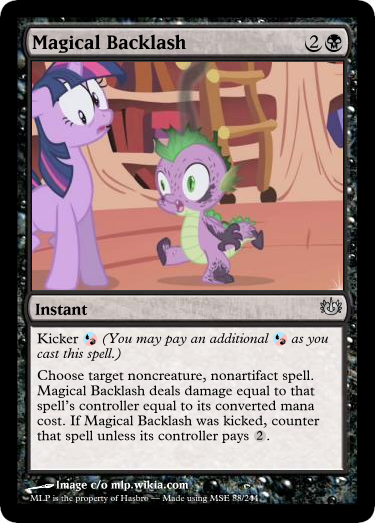 Magical Backlash 2
Instant
Kicker (You may pay an additional as you
cast this spell.)
Choose target noncreature, nonartifact spell.
Magical Backlash deals damage equal to that
spell's controller equal to its converted mana
cost. If Magical Backlash was kicked, counter
that spell unless its controller pays 2.
Image c/o mlp.wikia.com
MLP is the property of Hasbro — Made using MSE 88/244